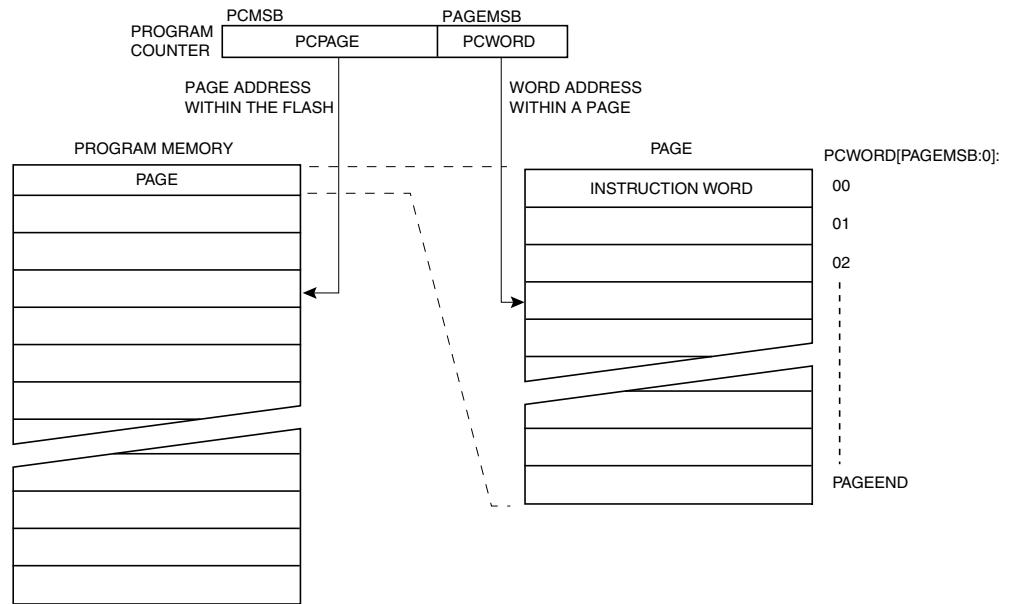 PCMSB
PAGEMSB
PROGRAM
COUNTER
PCPAGE
PCWORD
PAGE ADDRESS
WITHIN THE FLASH
WORD ADDRESS
WITHIN A PAGE
PROGRAM MEMORY
PAGE
PAGE
INSTRUCTION WORD
PCWORD[PAGEMSB:0]:
00
01
02
PAGEEND